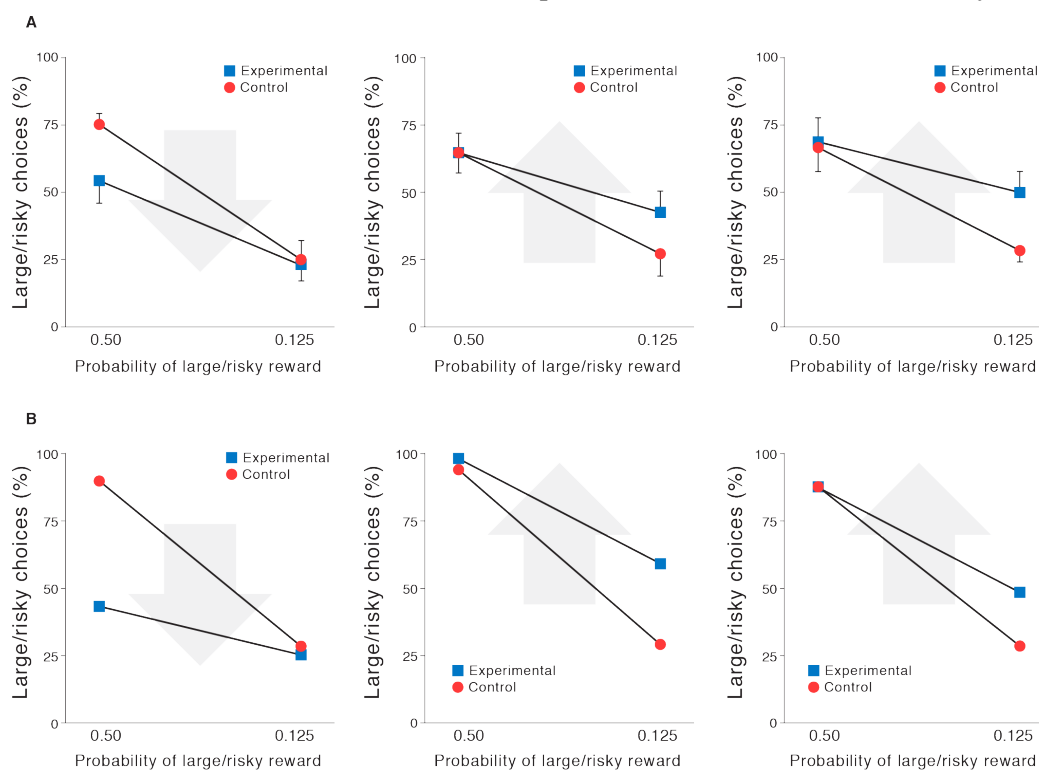 A
100
75
50
25
0
Large/risky choices (%)
Experimental
Control
0.50
0.125
Probability of large/risky reward
100
75
50
25
0
Large/risky choices (%)
Experimental
Control
0.50
0.125
Probability of large/risky reward
100
75
50
25
0
Large/risky choices (%)
Experimental
Control
0.50
0.125
Probability of large/risky reward
B
100
75
50
25
0
Large/risky choices (%)
Experimental
Control
0.50
0.125
Probability of large/risky reward
100
75
50
25
0
Large/risky choices (%)
Experimental
Control
0.50
0.125
Probability of large/risky reward
100
75
50
25
0
Large/risky choices (%)
Experimental
Control
0.50
0.125
Probability of large/risky reward